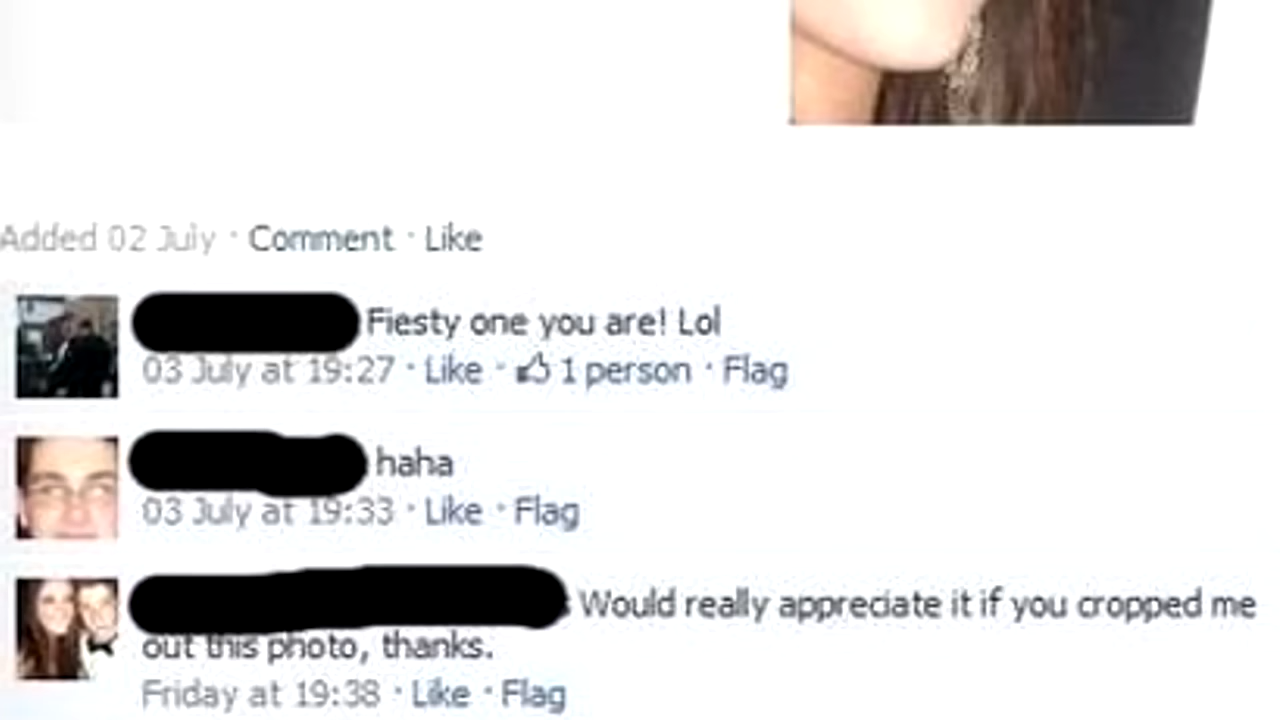 Added 02 July · Comment · Like
Fiesty one you are! Lol
03 July at 19:27 · Like · 1 person · Flag
haha
03 July at 19:33 · Like · Flag
Would really appreciate it if you cropped me
out this photo, thanks.
Friday at 19:38 · Like · Flag